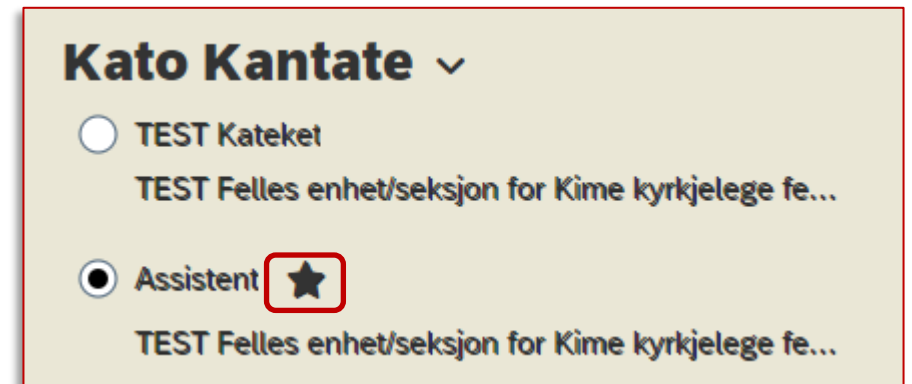 Kato Kantate
TEST Kateket
TEST Felles enhet/seksjon for Kime kyrkjelege fe...
Assistent
TEST Felles enhet/seksjon for Kime kyrkjelege fe...